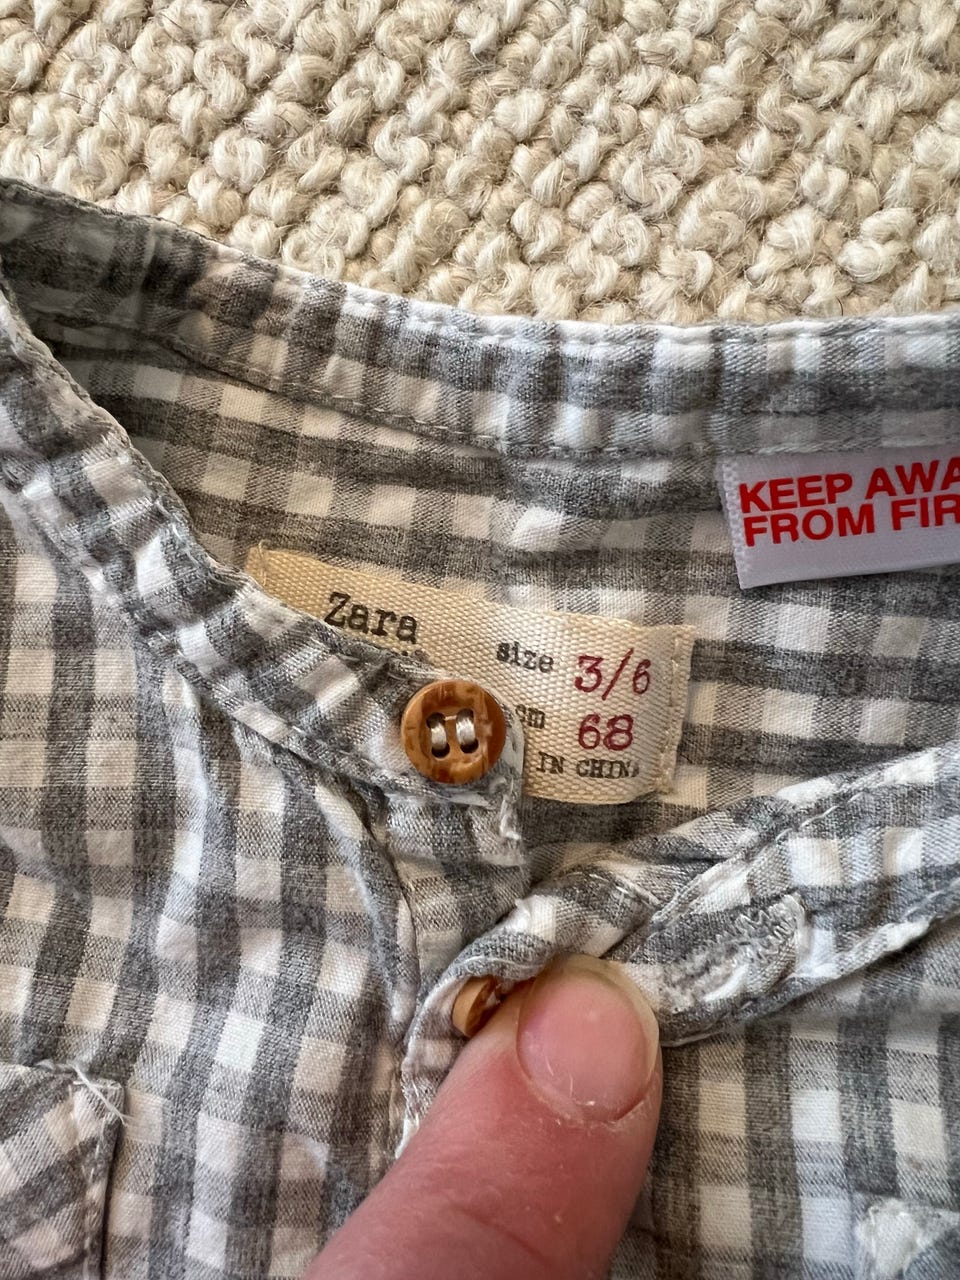 Zara
size 3/6
cm 68
IN CHINA
KEEP AWA
FROM FIR